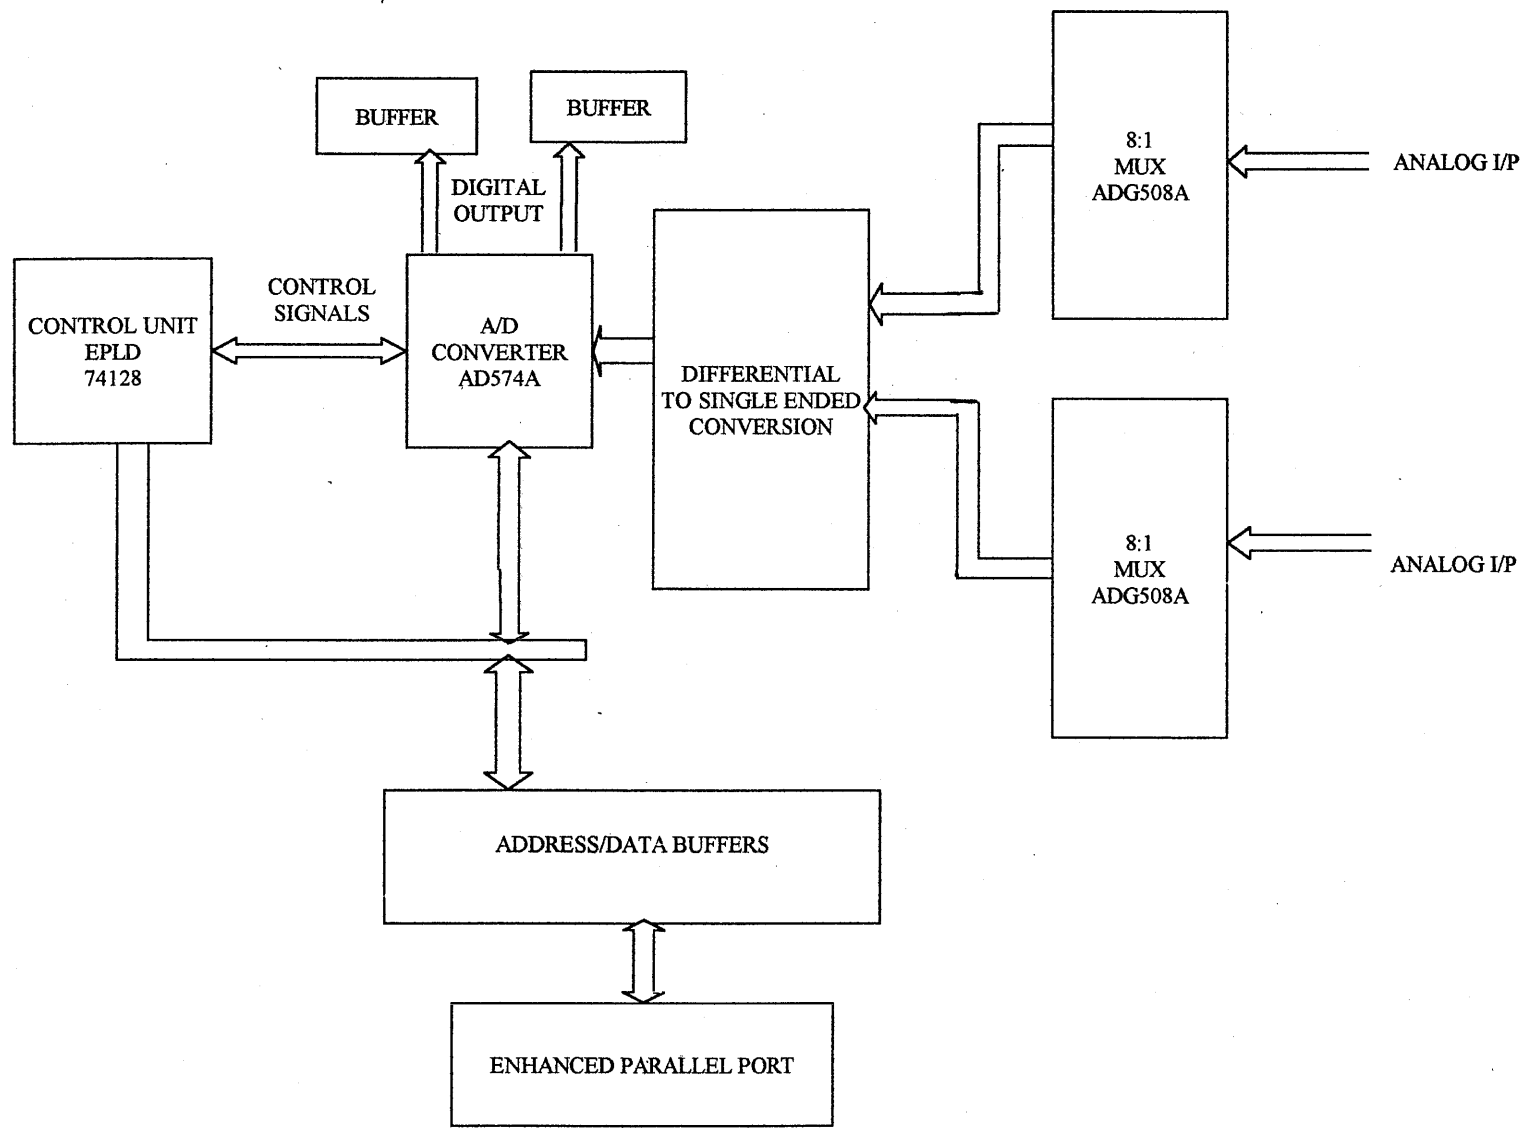 BUFFER
BUFFER
DIGITAL
OUTPUT
8:1
MUX
ADG508A
ANALOG I/P
CONTROL
SIGNALS
CONTROL UNIT
EPLD
74128
A/D
CONVERTER
AD574A
DIFFERENTIAL
TO SINGLE ENDED
CONVERSION
8:1
MUX
ADG508A
ANALOG I/P
ADDRESS/DATA BUFFERS
ENHANCED PARALLEL PORT